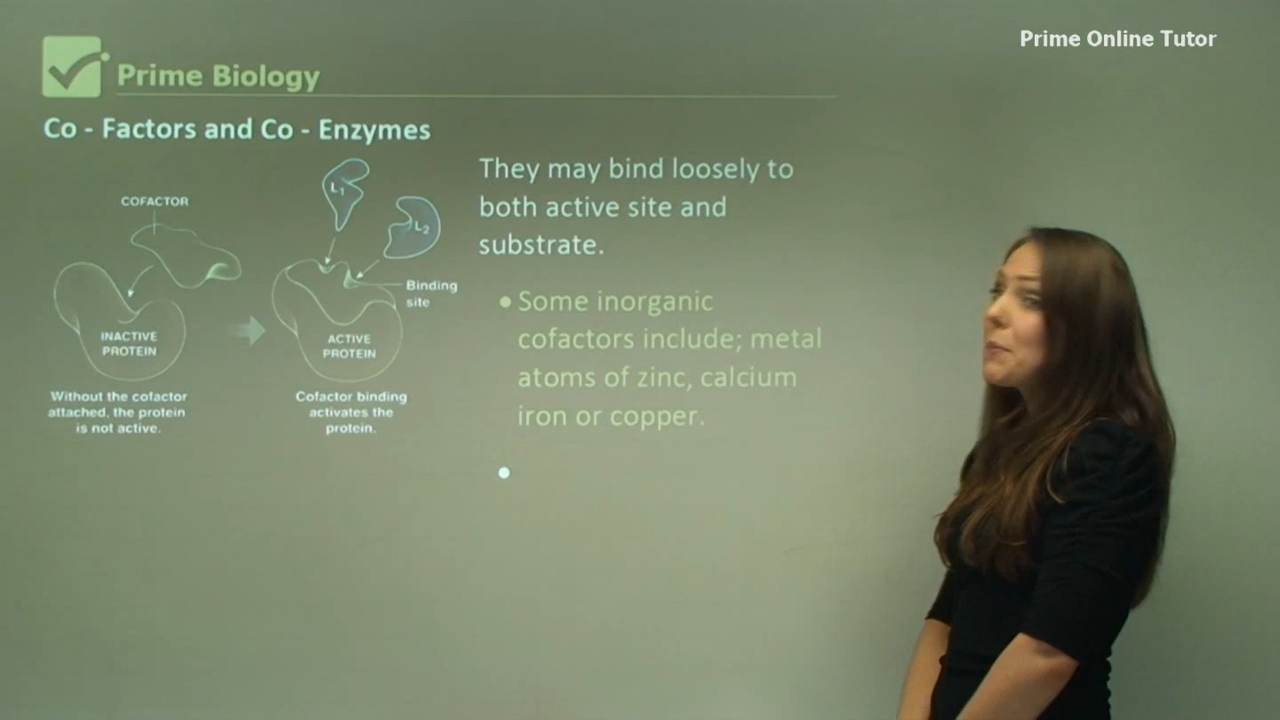 Prime Online Tutor
Prime Biology
Co - Factors and Co - Enzymes
COFACTOR
INACTIVE
PROTEIN
Without the cofactor
attached, the protein
is not active.
L1
L2
Binding
site
ACTIVE
PROTEIN
Cofactor binding
activates the
protein.
They may bind loosely to
both active site and
substrate.
• Some inorganic
cofactors include; metal
atoms of zinc, calcium
iron or copper.
•